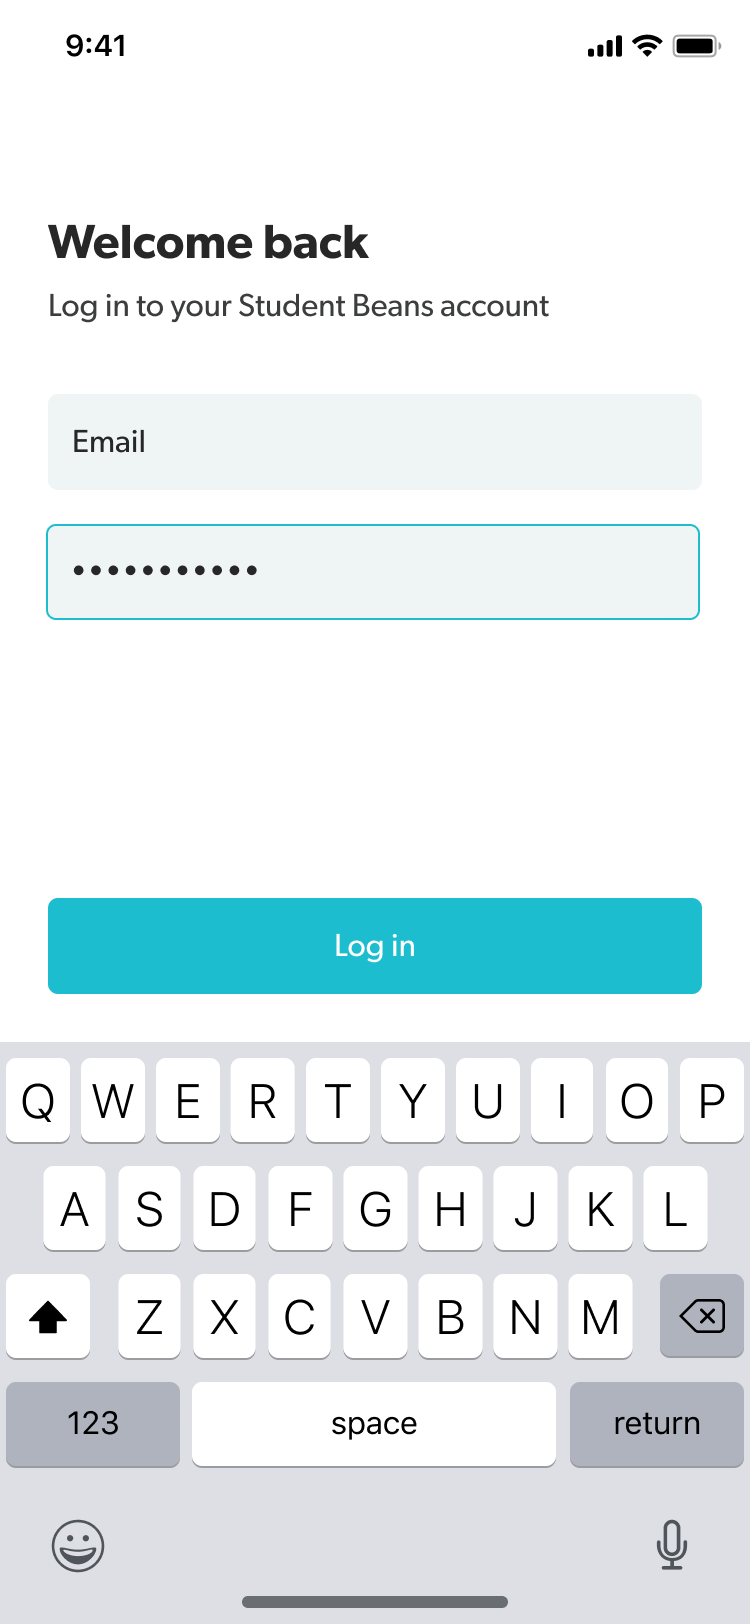 9:41
Welcome back
Log in to your Student Beans account
Email
•••••••••••
Log in
Q W E R T Y U I O P
A S D F G H J K L
Z X C V B N M
123 space return